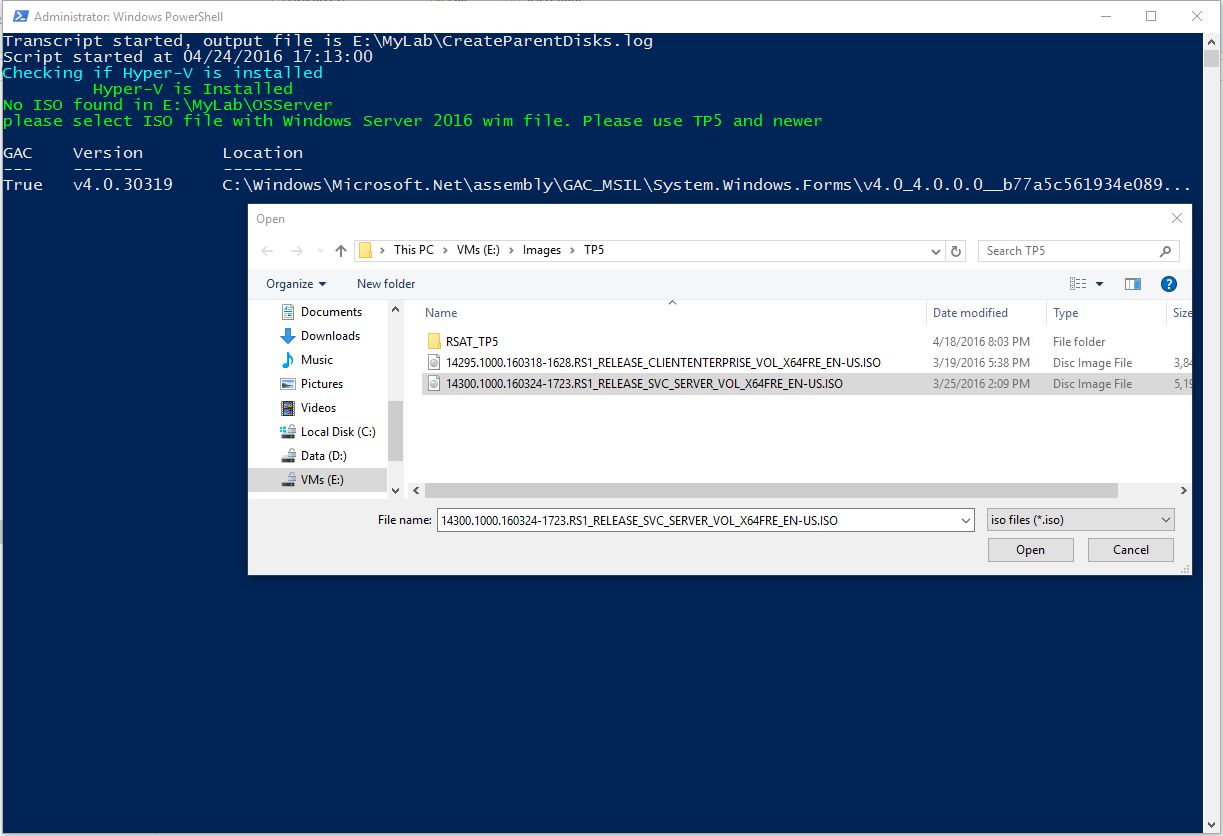 Administrator: Windows PowerShell
Transcript started, output file is E:\MyLab\CreateParentDisks.log
Script started at 04/24/2016 17:13:00
Checking if Hyper-V is installed
Hyper-V is Installed
No ISO found in E:\MyLab\OSServer
please select ISO file with Windows Server 2016 wim file. Please use TP5 and newer
GAC Version Location
--- ------- --------
True v4.0.30319 C:\Windows\Microsoft.Net\assembly\GAC_MSIL\System.Windows.Forms\v4.0_4.0.0.0__b77a5c561934e089...
Open
This PC > VMs (E:) > Images > TP5
Search TP5
Organize New folder
Name Date modified Type Size
Documents
Downloads
Music
Pictures
Videos
Local Disk (C:)
Data (D:)
VMs (E:)
RSAT_TP5 4/18/2016 8:03 PM File folder
14295.1000.160318-1628.RS1_RELEASE_CLIENTENTERPRISE_VOL_X64FRE_EN-US.ISO 3/19/2016 5:38 PM Disc Image File 3,84
14300.1000.160324-1723.RS1_RELEASE_SVC_SERVER_VOL_X64FRE_EN-US.ISO 3/25/2016 2:09 PM Disc Image File 5,19
File name: 14300.1000.160324-1723.RS1_RELEASE_SVC_SERVER_VOL_X64FRE_EN-US.ISO iso files (*.iso)
Open Cancel